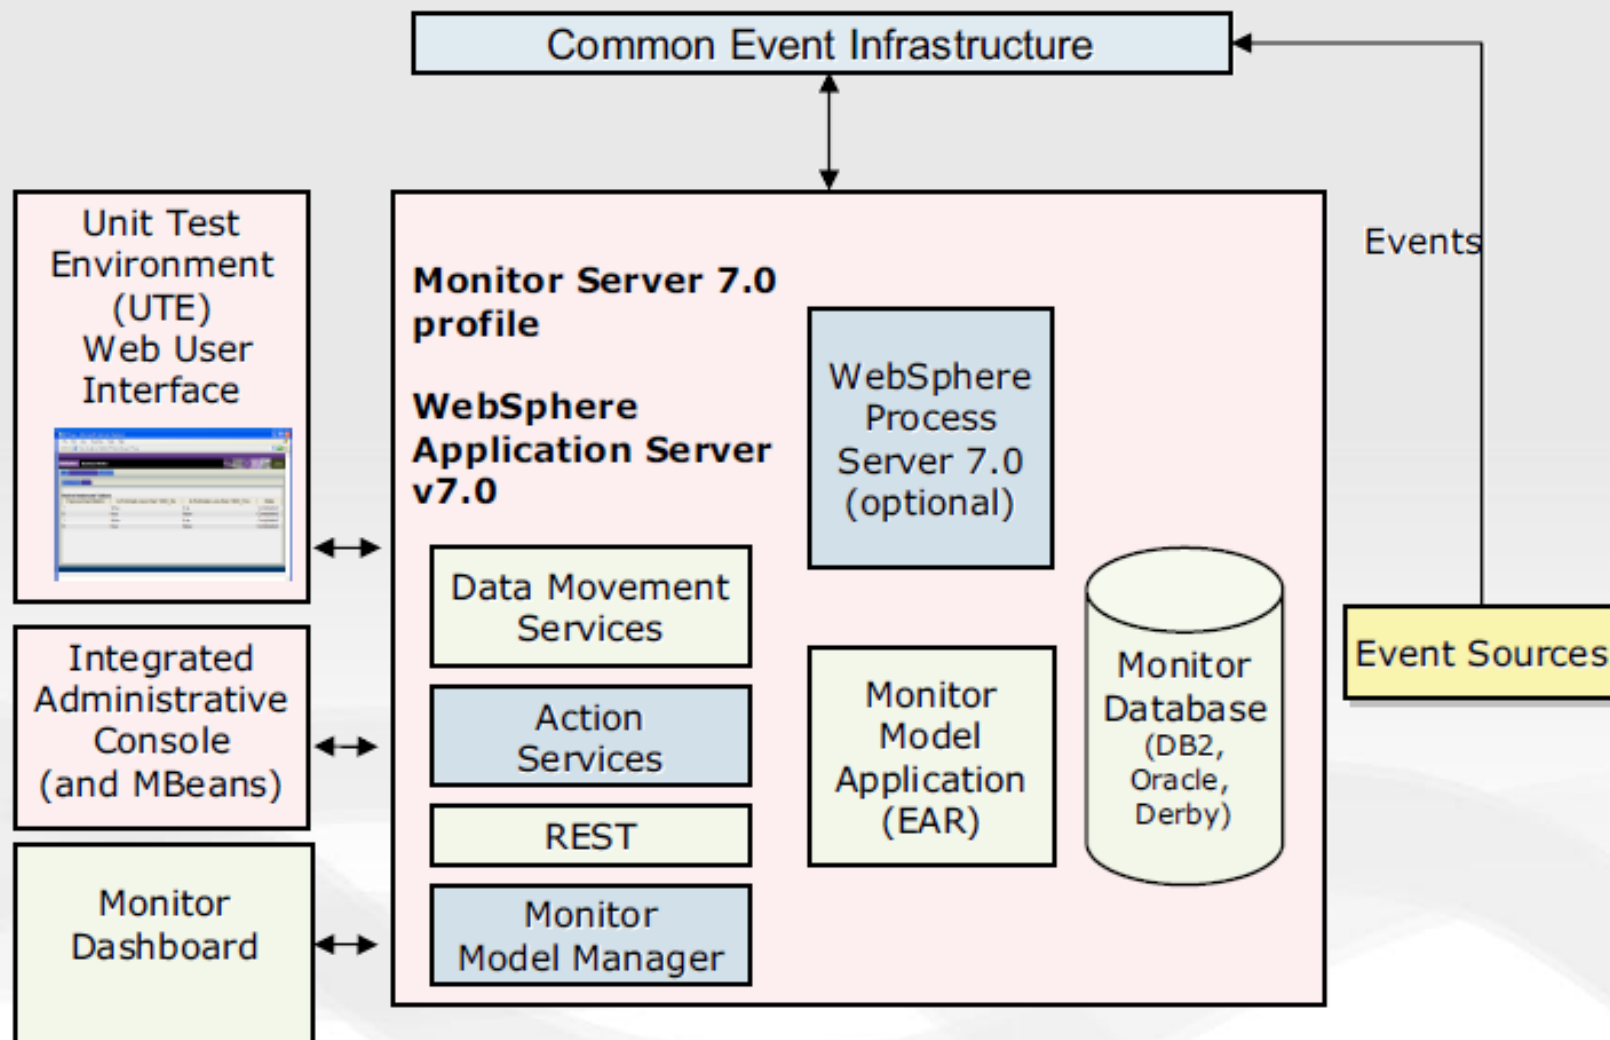 Common Event Infrastructure
Unit Test
Environment
(UTE)
Web User
Interface
Integrated
Administrative
Console
(and MBeans)
Monitor
Dashboard
Monitor Server 7.0
profile
WebSphere
Application Server
v7.0
Data Movement
Services
Action
Services
REST
Monitor
Model Manager
WebSphere
Process
Server 7.0
(optional)
Monitor
Model
Application
(EAR)
Monitor
Database
(DB2,
Oracle,
Derby)
Events
Event Sources